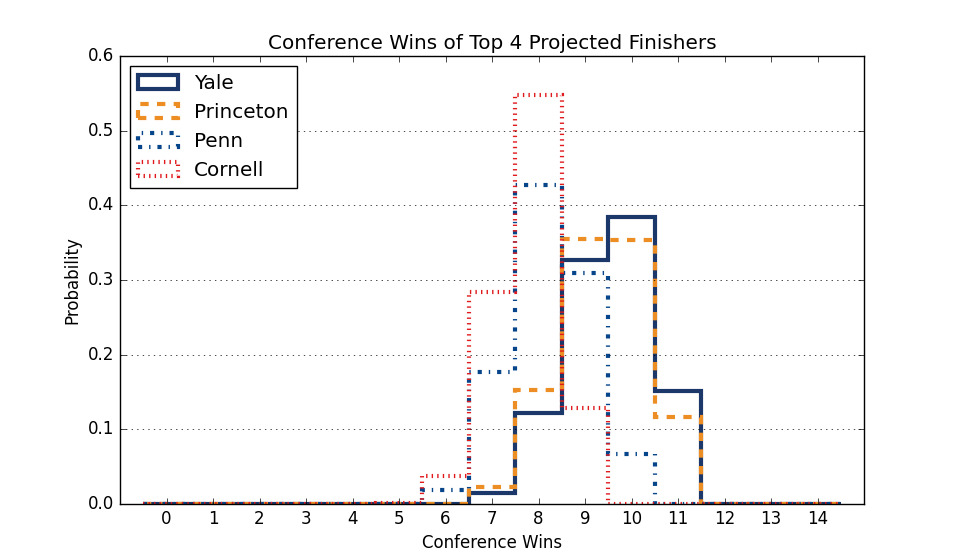 Conference Wins of Top 4 Projected Finishers
0.6
0.5
0.4
0.3
0.2
0.1
0.0
Probability
Yale
Princeton
Penn
Cornell
0 1 2 3 4 5 6 7 8 9 10 11 12 13 14
Conference Wins